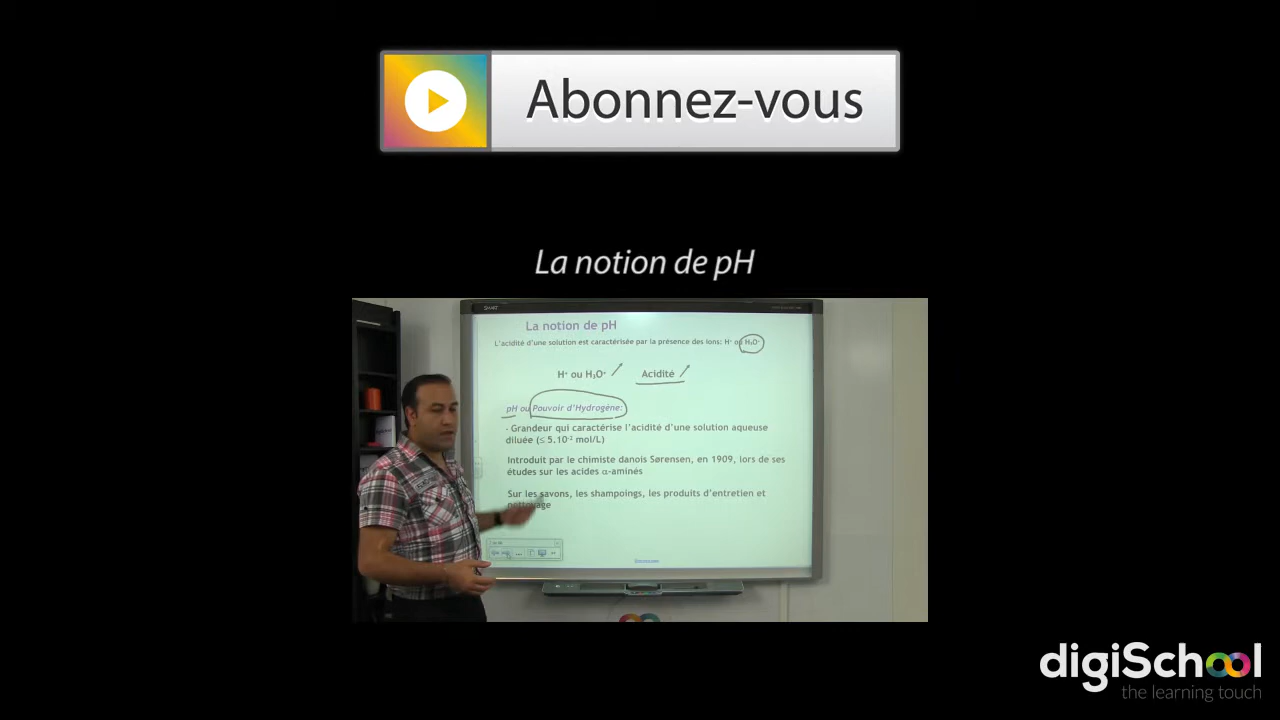 Abonnez-vous
La notion de pH
SMART
La notion de pH
L'acidité d'une solution est caractérisée par la présence des ions: H⁺ ou H₃O⁺
H⁺ ou H₃O⁺ Acidité
pH ou Pouvoir d'Hydrogène:
- Grandeur qui caractérise l'acidité d'une solution aqueuse
diluée (≤ 5.10⁻² mol/L)
Introduit par le chimiste danois Sørensen, en 1909, lors de ses
études sur les acides α-aminés
Sur les savons, les shampoings, les produits d'entretien et
nettoyage
digiSchool
the learning touch